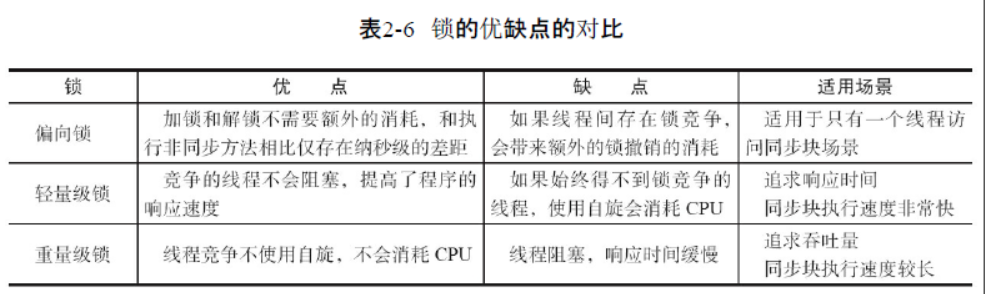 表2-6 锁的优缺点的对比
锁 优 点 缺 点 适用场景
偏向锁
加锁和解锁不需要额外的消耗，和执
行非同步方法相比仅存在纳秒级的差距
如果线程间存在锁竞争，
会带来额外的锁撤销的消耗
适用于只有一个线程访
问同步块场景
轻量级锁
竞争的线程不会阻塞，提高了程序的
响应速度
如果始终得不到锁竞争的
线程，使用自旋会消耗 CPU
追求响应时间
同步块执行速度非常快
重量级锁
线程竞争不使用自旋，不会消耗 CPU
线程阻塞，响应时间缓慢
追求吞吐量
同步块执行速度较长